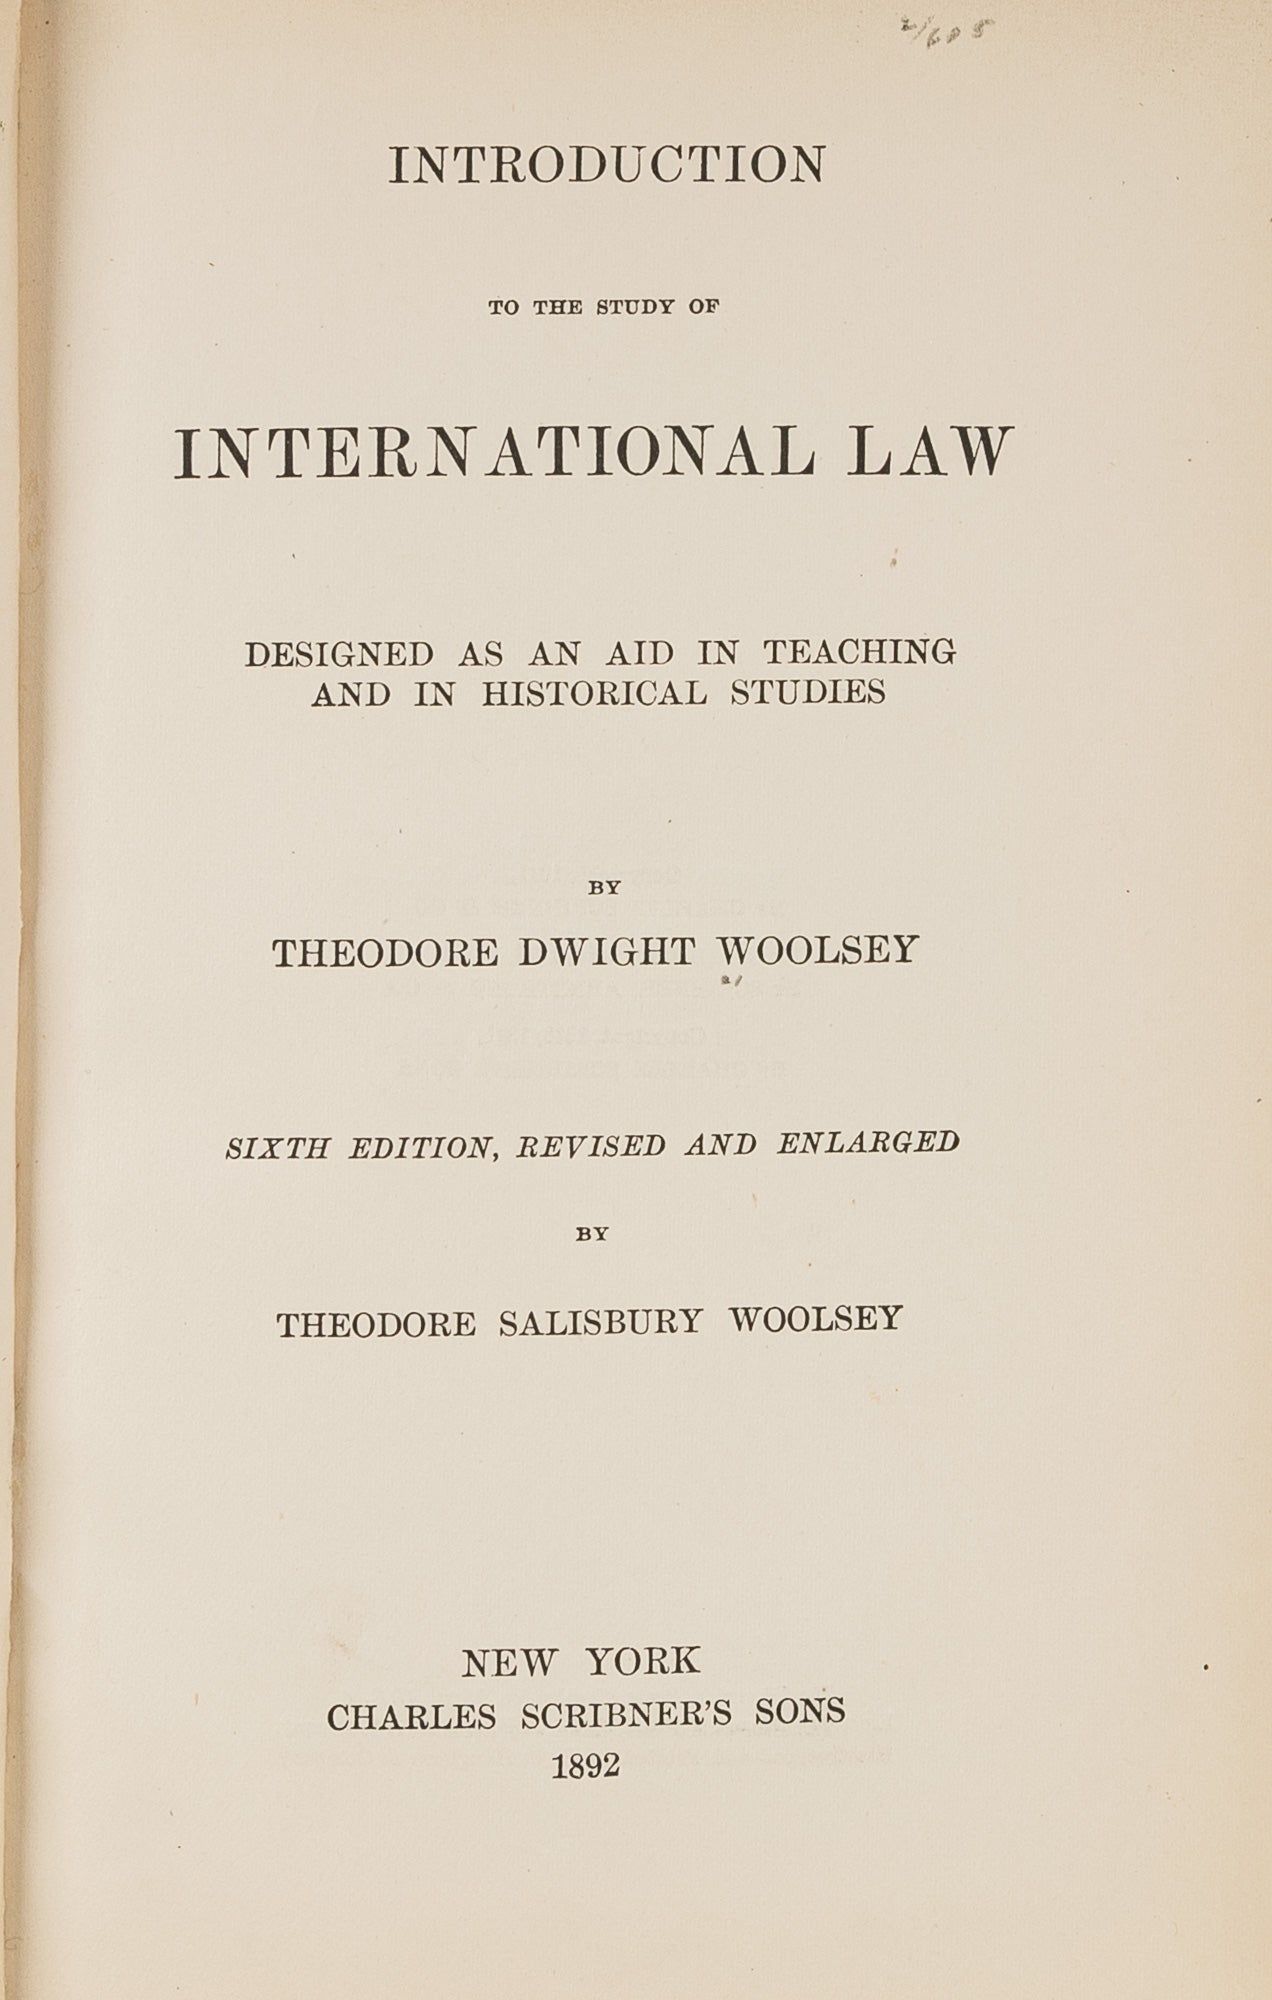 INTRODUCTION
TO THE STUDY OF
INTERNATIONAL LAW
DESIGNED AS AN AID IN TEACHING
AND IN HISTORICAL STUDIES
BY
THEODORE DWIGHT WOOLSEY
SIXTH EDITION, REVISED AND ENLARGED
BY
THEODORE SALISBURY WOOLSEY
NEW YORK
CHARLES SCRIBNER'S SONS
1892